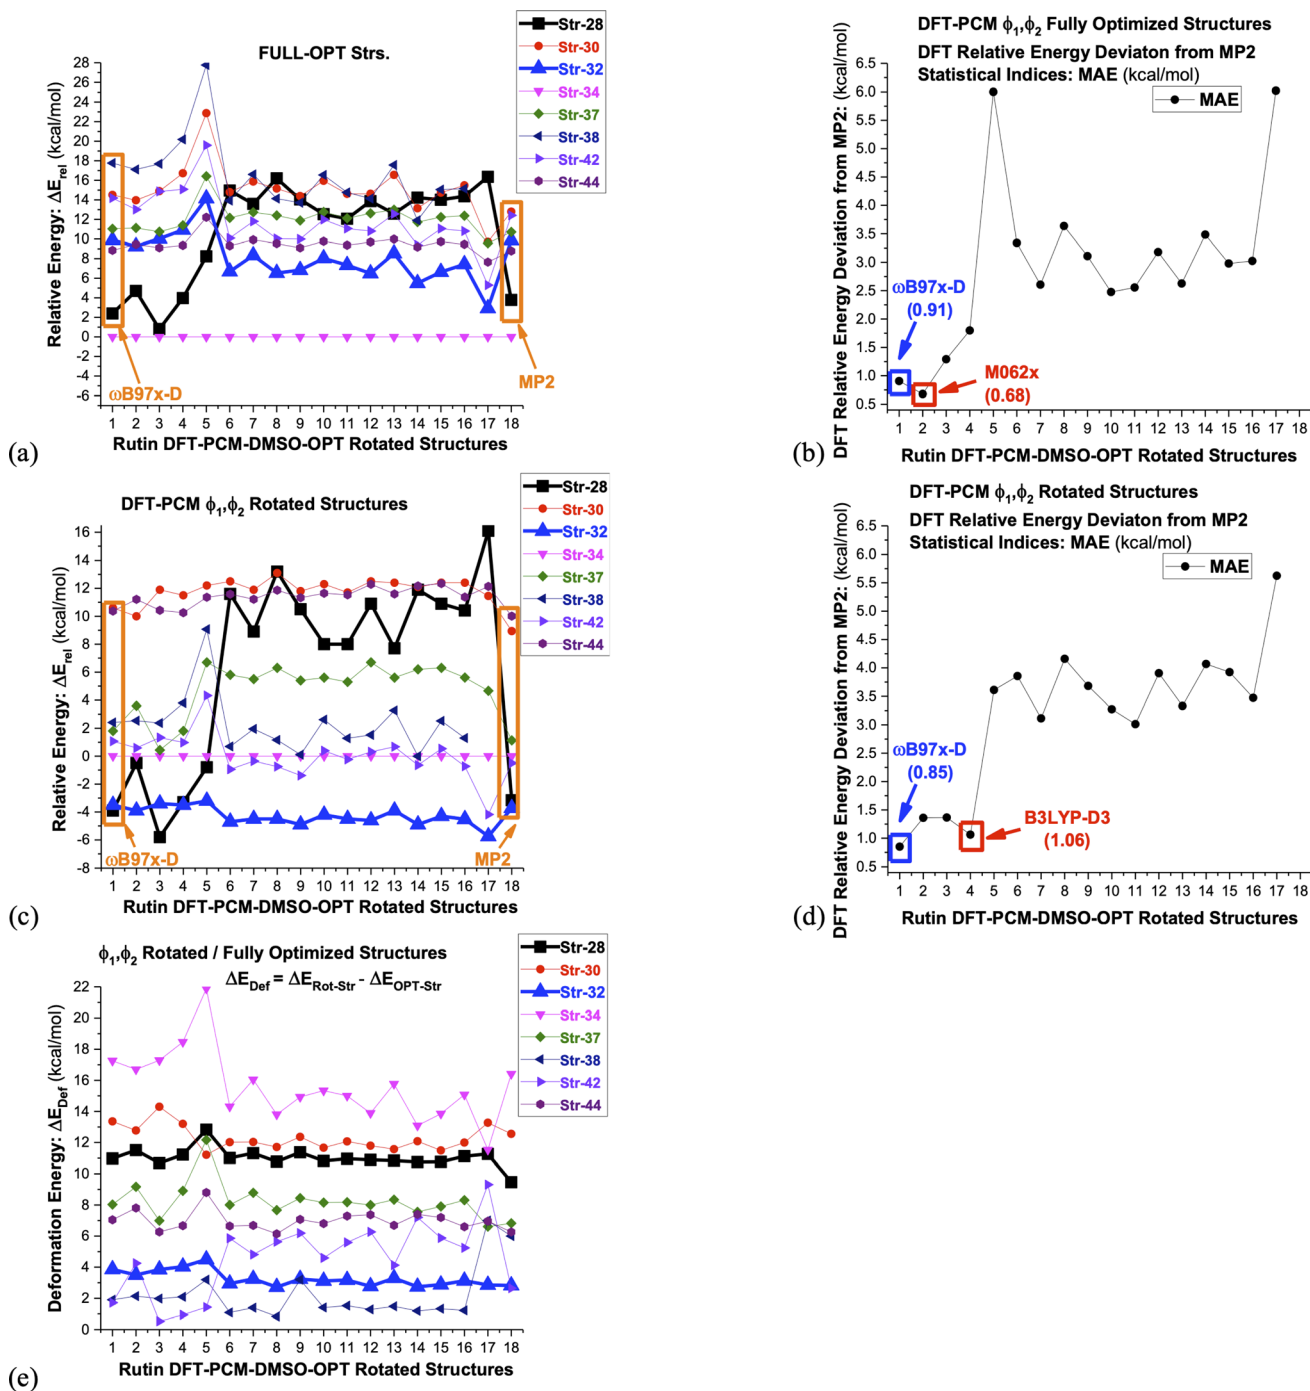 FULL-OPT Strs.
Str-28
Str-30
Str-32
Str-34
Str-37
Str-38
Str-42
Str-44
Relative Energy: ΔE_rel (kcal/mol)
28
26
24
22
20
18
16
14
12
10
8
6
4
2
0
-2
-4
-6
ωB97x-D
MP2
1 2 3 4 5 6 7 8 9 10 11 12 13 14 15 16 17 18
Rutin DFT-PCM-DMSO-OPT Rotated Structures
(a)
DFT-PCM ϕ₁,ϕ₂ Fully Optimized Structures
DFT Relative Energy Deviaton from MP2
Statistical Indices: MAE (kcal/mol)
MAE
DFT Relative Energy Deviation from MP2: (kcal/mol)
6.5
6.0
5.5
5.0
4.5
4.0
3.5
3.0
2.5
2.0
1.5
1.0
0.5
ωB97x-D
(0.91)
M062x
(0.68)
1 2 3 4 5 6 7 8 9 10 11 12 13 14 15 16 17 18
Rutin DFT-PCM-DMSO-OPT Rotated Structures
(b)
DFT-PCM ϕ₁,ϕ₂ Rotated Structures
Str-28
Str-30
Str-32
Str-34
Str-37
Str-38
Str-42
Str-44
Relative Energy: ΔE_rel (kcal/mol)
16
14
12
10
8
6
4
2
0
-2
-4
-6
-8
ωB97x-D
MP2
1 2 3 4 5 6 7 8 9 10 11 12 13 14 15 16 17 18
Rutin DFT-PCM-DMSO-OPT Rotated Structures
(c)
DFT-PCM ϕ₁,ϕ₂ Rotated Structures
DFT Relative Energy Deviaton from MP2
Statistical Indices: MAE (kcal/mol)
MAE
DFT Relative Energy Deviation from MP2: (kcal/mol)
6.5
6.0
5.5
5.0
4.5
4.0
3.5
3.0
2.5
2.0
1.5
1.0
0.5
ωB97x-D
(0.85)
B3LYP-D3
(1.06)
1 2 3 4 5 6 7 8 9 10 11 12 13 14 15 16 17 18
Rutin DFT-PCM-DMSO-OPT Rotated Structures
(d)
ϕ₁,ϕ₂ Rotated / Fully Optimized Structures
ΔE_Def = ΔE_Rot-Str - ΔE_OPT-Str
Str-28
Str-30
Str-32
Str-34
Str-37
Str-38
Str-42
Str-44
Deformation Energy: ΔE_Def (kcal/mol)
22
20
18
16
14
12
10
8
6
4
2
0
1 2 3 4 5 6 7 8 9 10 11 12 13 14 15 16 17 18
Rutin DFT-PCM-DMSO-OPT Rotated Structures
(e)